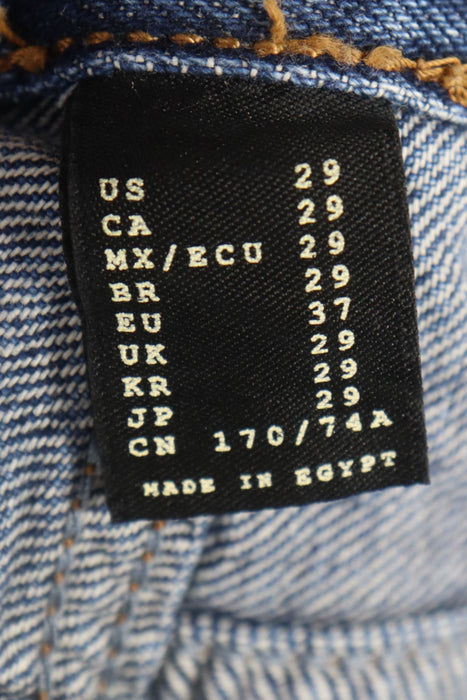 US 29
CA 29
MX/ECU 29
BR 29
EU 37
UK 29
KR 29
JP 29
CN 170/74A
MADE IN EGYPT